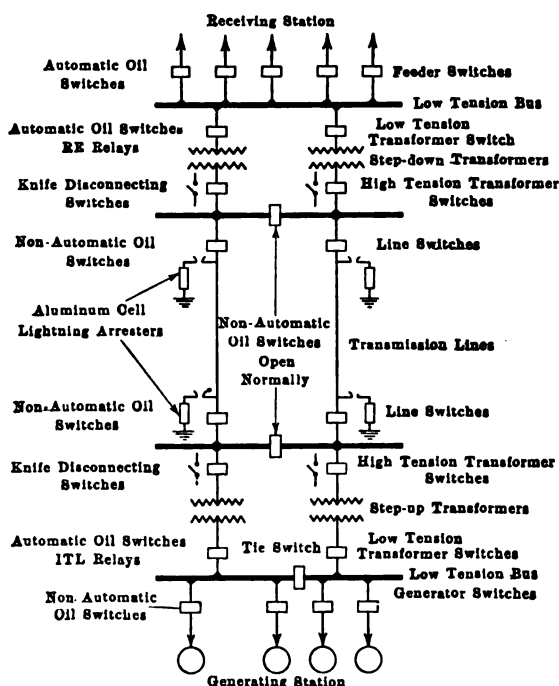 Receiving Station
Automatic Oil
Switches
Feeder Switches
Low Tension Bus
Automatic Oil Switches
RE Relays
Low Tension
Transformer Switch
Step-down Transformers
Knife Disconnecting
Switches
High Tension Transformer
Switches
Non-Automatic Oil
Switches
Line Switches
Aluminum Cell
Lightning Arresters
Non-Automatic
Oil Switches
Open
Normally
Transmission Lines
Non-Automatic Oil
Switches
Line Switches
Knife Disconnecting
Switches
High Tension Transformer
Switches
Step-up Transformers
Automatic Oil Switches
ITL Relays
Tie Switch
Low Tension
Transformer Switches
Low Tension Bus
Generator Switches
Non-Automatic
Oil Switches
Generating Station